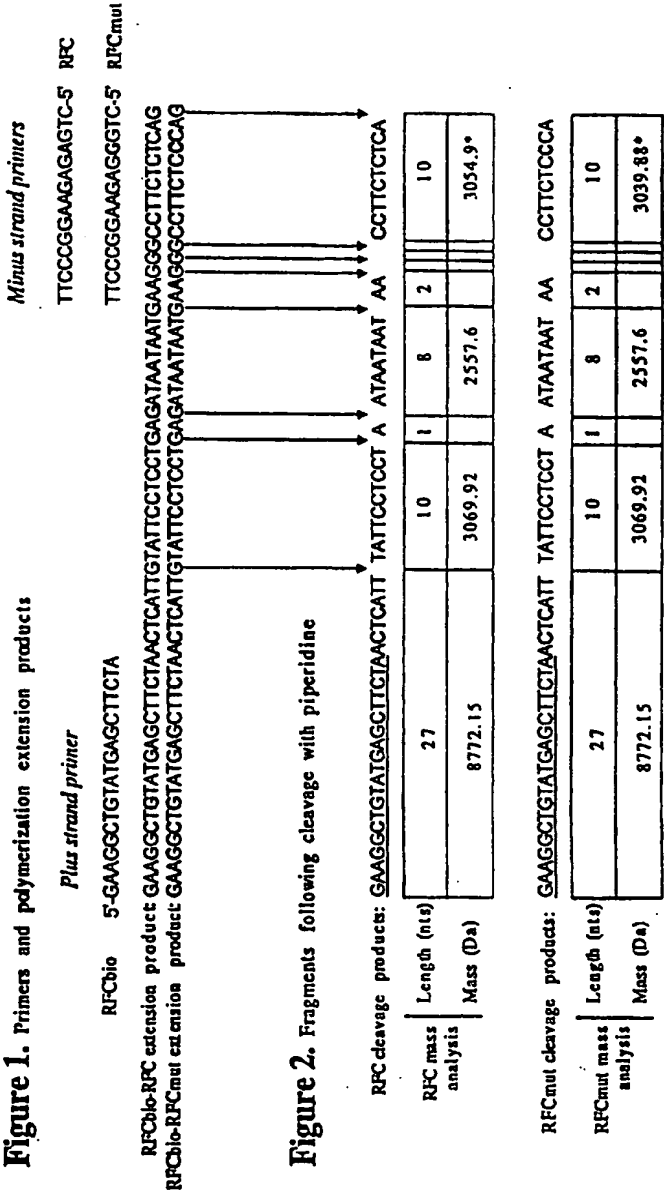 Figure 1. Primers and polymerization extension products
Plus strand primer
Minus strand primers
RFCbio 5'-GAAGGCTGTATGAGCTTCTA
TTCCCGGAAGAGAGTC-5' RFC
TTCCCGGAAGAGGGTC-5' RFCmut
RFCbio-RFC extension product: GAAGGCTGTATGAGCTTCTAACTCATTGTATTCCTCCTGAGATAATAATGAAGGGCCTTCTCTCAG
RFCbio-RFCmut extension product: GAAGGCTGTATGAGCTTCTAACTCATTGTATTCCTCCTGAGATAATAATGAAGGGCCTTCTCCCAG
Figure 2. Fragments following cleavage with piperidine
RFC cleavage products: GAAGGCTGTATGAGCTTCTAACTCATT TATTCCTCCT A ATAATAAT AA CCTTCTCTCA
RFC mass analysis
Length (nts) 27 10 1 8 2 10
Mass (Da) 8772.15 3069.92 2557.6 3054.9*
RFCmut cleavage products: GAAGGCTGTATGAGCTTCTAACTCATT TATTCCTCCT A ATAATAAT AA CCTTCTCCCA
RFCmut mass analysis
Length (nts) 27 10 1 8 2 10
Mass (Da) 8772.15 3069.92 2557.6 3039.88*